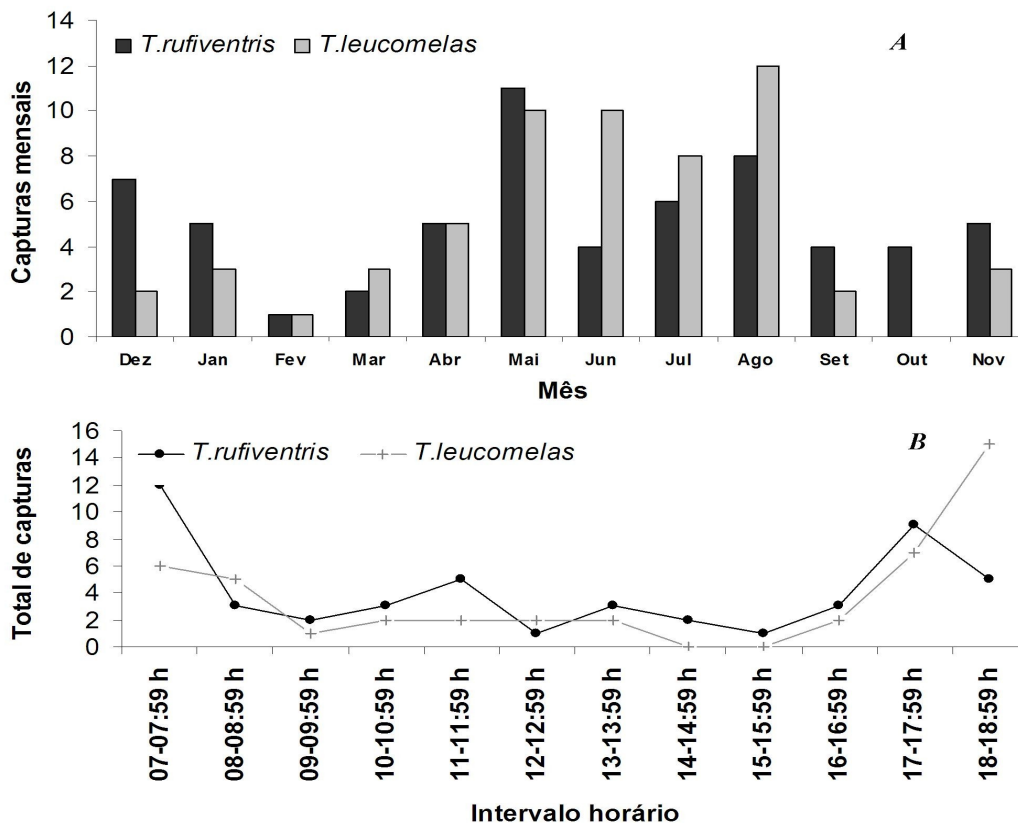 14
12
10
8
6
4
2
0
T.rufiventris T.leucomelas
A
Capturas mensais
Dez Jan Fev Mar Abr Mai Jun Jul Ago Set Out Nov
Mês
16
14
12
10
8
6
4
2
0
T.rufiventris T.leucomelas
B
Total de capturas
07-07:59 h
08-08:59 h
09-09:59 h
10-10:59 h
11-11:59 h
12-12:59 h
13-13:59 h
14-14:59 h
15-15:59 h
16-16:59 h
17-17:59 h
18-18:59 h
Intervalo horário